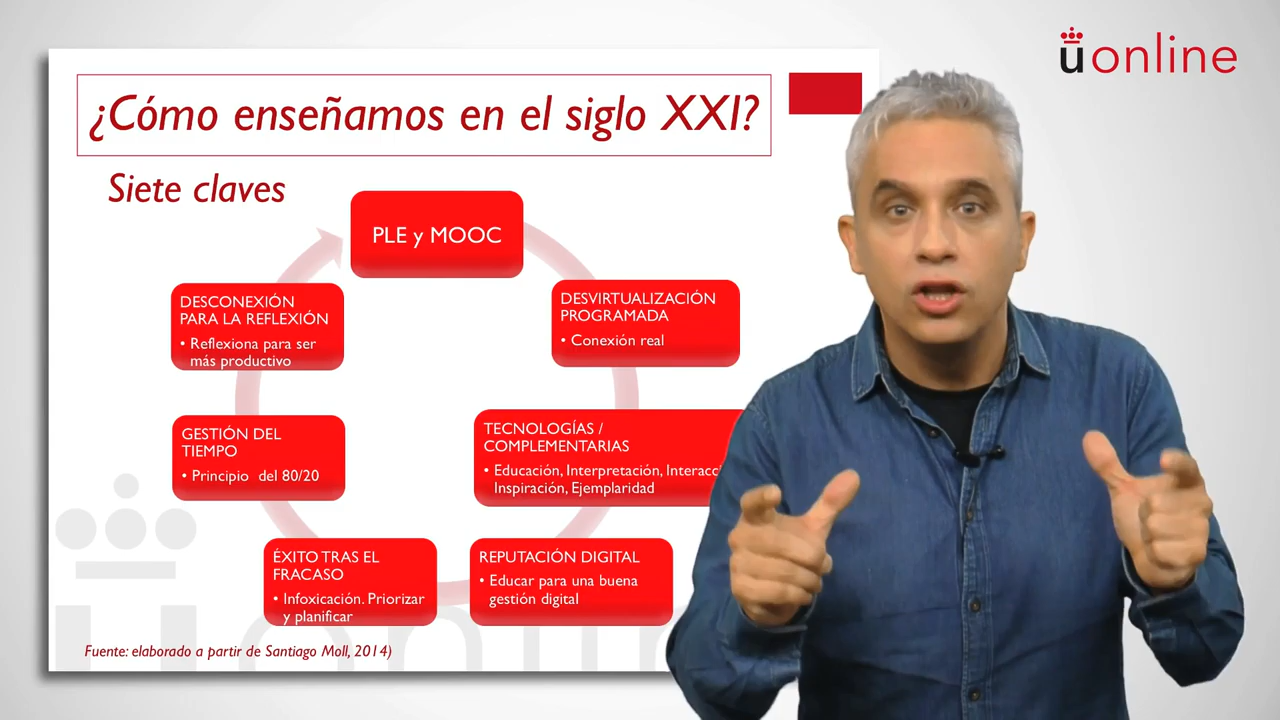 üonline
¿Cómo enseñamos en el siglo XXI?
Siete claves
PLE y MOOC
DESVIRTUALIZACIÓN
PROGRAMADA
• Conexión real
TECNOLOGÍAS /
COMPLEMENTARIAS
• Educación, Interpretación,
Inspiración, Ejemplaridad
REPUTACIÓN DIGITAL
• Educar para una buena
gestión digital
ÉXITO TRAS EL
FRACASO
• Infoxicación. Priorizar
y planificar
GESTIÓN DEL
TIEMPO
• Principio del 80/20
DESCONEXIÓN
PARA LA REFLEXIÓN
• Reflexiona para ser
más productivo
Fuente: elaborado a partir de Santiago Moll, 2014)
üonline